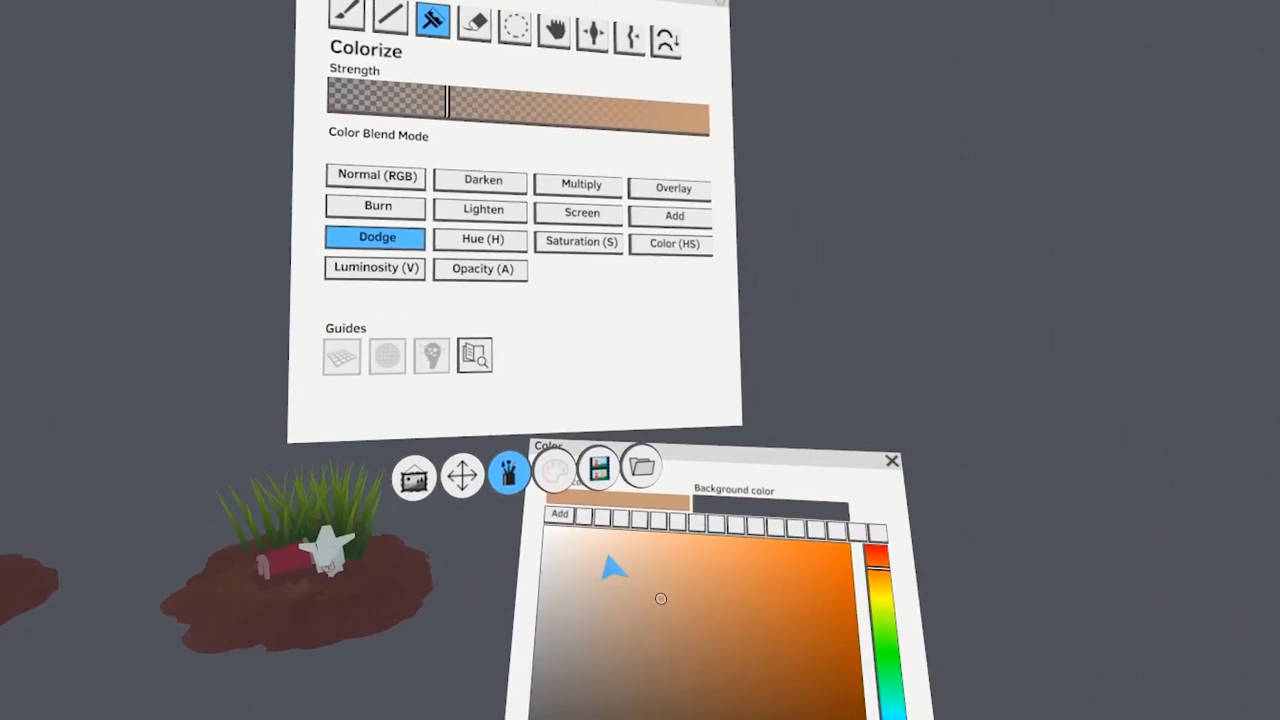 Colorize
Strength
Color Blend Mode
Normal (RGB) Darken Multiply Overlay
Burn Lighten Screen Add
Dodge Hue (H) Saturation (S) Color (HS)
Luminosity (V) Opacity (A)
Guides
Color
Background color
Add